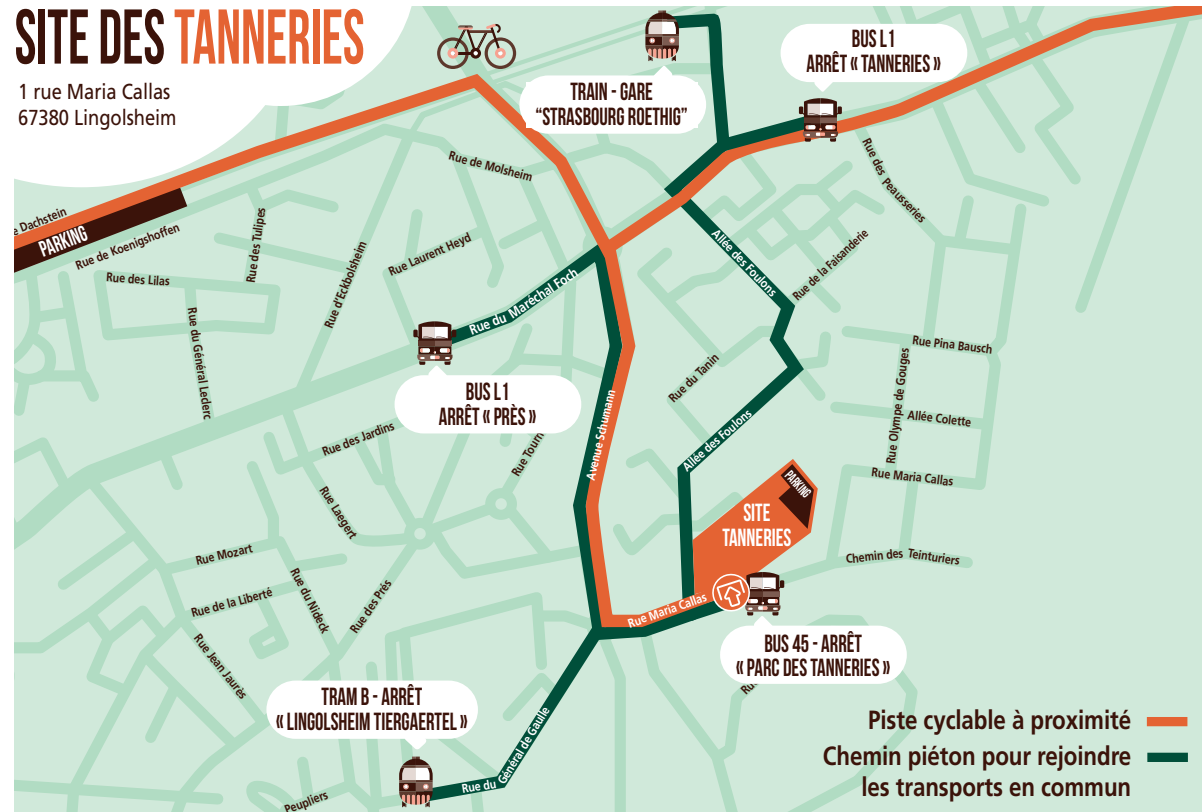 SITE DES TANNERIES
1 rue Maria Callas
67380 Lingolsheim
TRAIN - GARE
"STRASBOURG ROETHIG"
BUS L1
ARRÊT « TANNERIES »
Rue de Molsheim
Rue des Peausseries
e Dachstein
PARKING
Rue de Koenigshoffen
Rue des Tulipes
Rue des Lilas
Rue d'Eckbolsheim
Rue Laurent Heyd
Rue du Maréchal Foch
Allée des Foulons
Rue de la Faisanderie
Rue du Général Leclerc
BUS L1
ARRÊT « PRÈS »
Rue du Tanin
Rue Pina Bausch
Rue Olympe de Gouges
Allée Colette
Rue Maria Callas
Rue des Jardins
Rue Tourn
Avenue Schumann
Allée des Foulons
Rue Laegert
PARKING
SITE
TANNERIES
Chemin des Teinturiers
Rue Mozart
Rue de la Liberté
Rue du Nideck
Rue des Prés
Rue Jean Jaurès
Rue Maria Callas
BUS 45 - ARRÊT
« PARC DES TANNERIES »
TRAM B - ARRÊT
« LINGOLSHEIM TIERGAERTEL »
Rue du Général de Gaulle
Peupliers
Piste cyclable à proximité
Chemin piéton pour rejoindre
les transports en commun